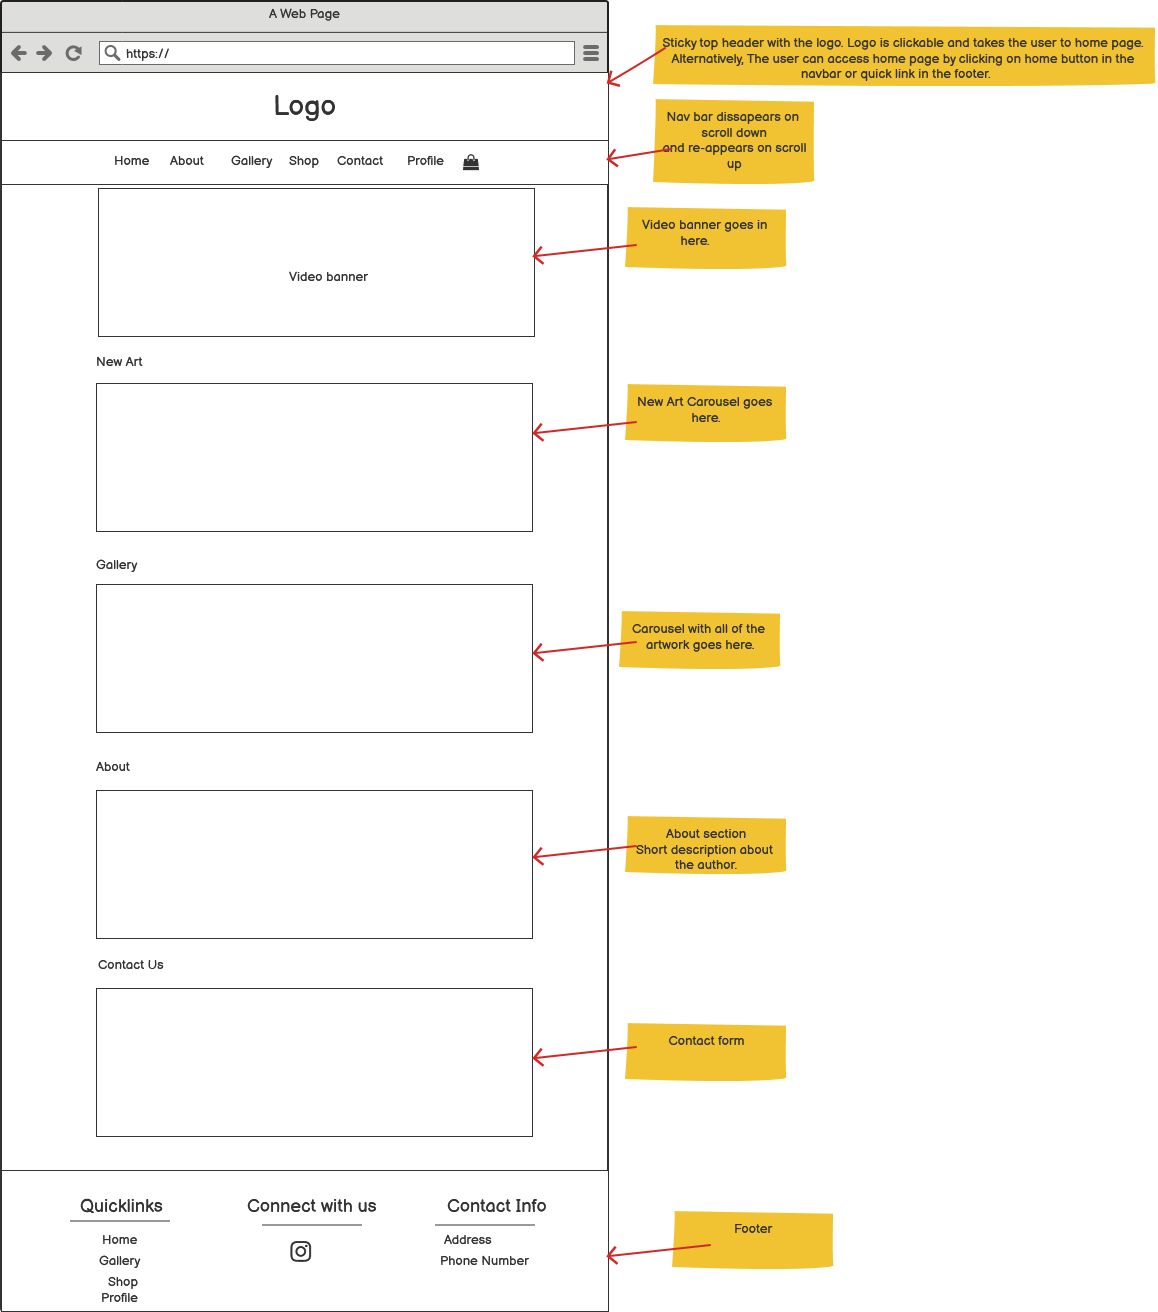 A Web Page
https://
Logo
Home About Gallery Shop Contact Profile
Video banner
New Art
Gallery
About
Contact Us
Quicklinks
Home
Gallery
Shop
Profile
Connect with us
Contact Info
Address
Phone Number
Sticky top header with the logo. Logo is clickable and takes the user to home page.
Alternatively, The user can access home page by clicking on home button in the
navbar or quick link in the footer.
Nav bar dissapears on
scroll down
and re-appears on scroll
up
Video banner goes in
here.
New Art Carousel goes
here.
Carousel with all of the
artwork goes here.
About section
Short description about
the author.
Contact form
Footer